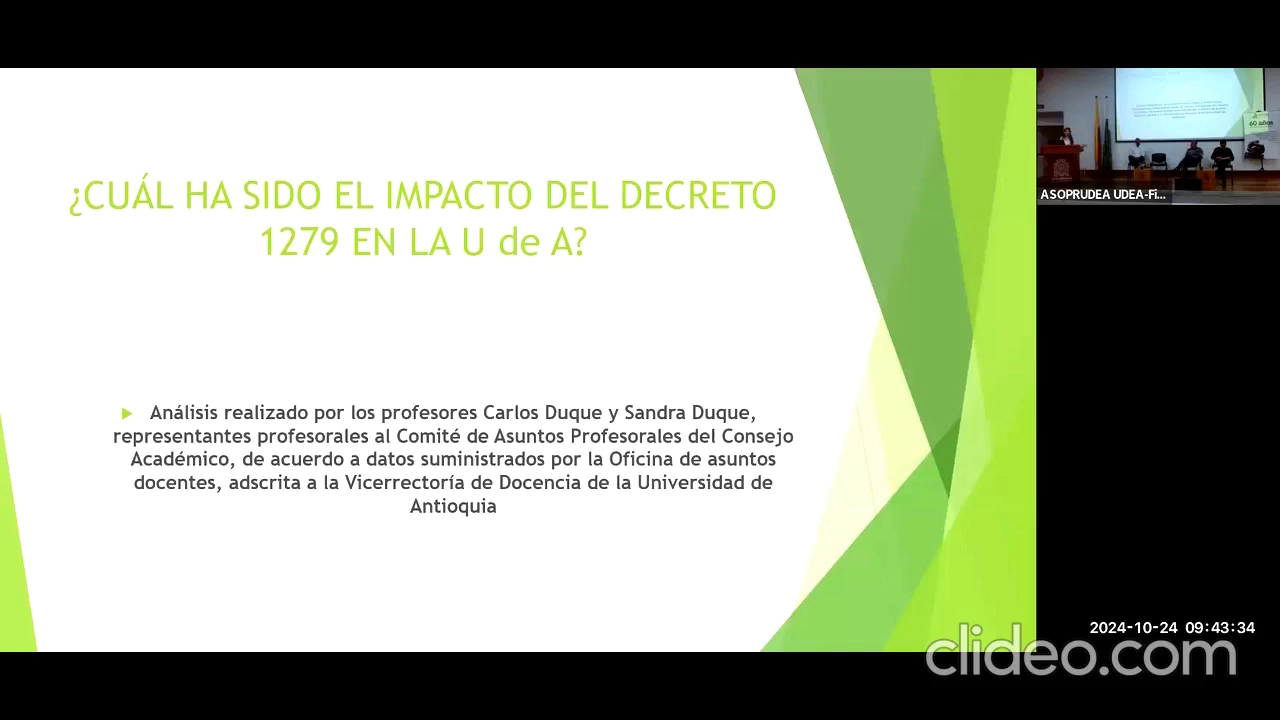 ¿CUÁL HA SIDO EL IMPACTO DEL DECRETO
1279 EN LA U de A?
Análisis realizado por los profesores Carlos Duque y Sandra Duque,
representantes profesorales al Comité de Asuntos Profesorales del Consejo
Académico, de acuerdo a datos suministrados por la Oficina de asuntos
docentes, adscrita a la Vicerrectoría de Docencia de la Universidad de
Antioquia
60 años
ASOPRUDEA UDEA-Fi...
2024-10-24 09:43:34
clideo.com